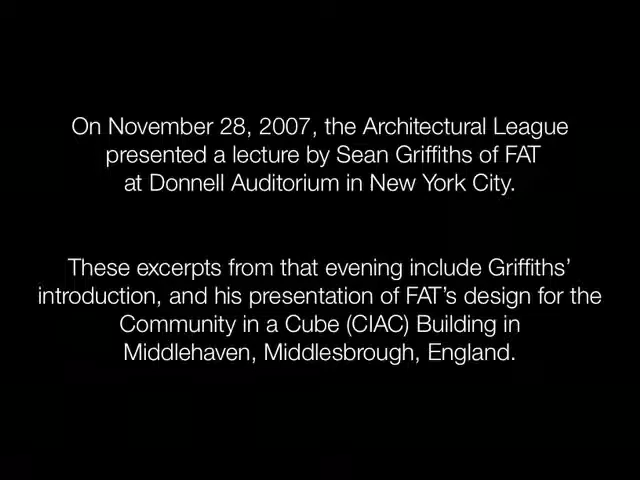 On November 28, 2007, the Architectural League
presented a lecture by Sean Griffiths of FAT
at Donnell Auditorium in New York City.
These excerpts from that evening include Griffiths’
introduction, and his presentation of FAT’s design for the
Community in a Cube (CIAC) Building in
Middlehaven, Middlesbrough, England.